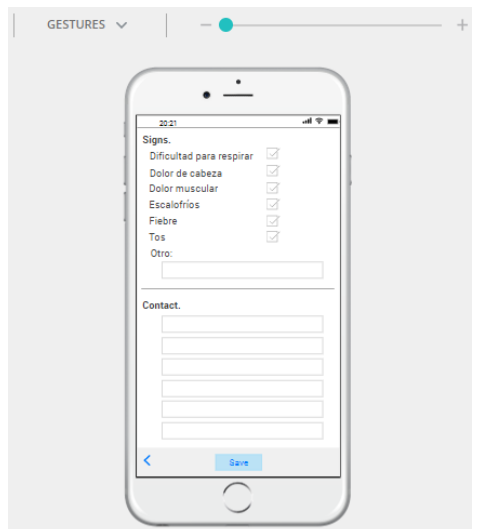 GESTURES
20:21
Signs.
Dificultad para respirar
Dolor de cabeza
Dolor muscular
Escalofríos
Fiebre
Tos
Otro:
Contact.
Save